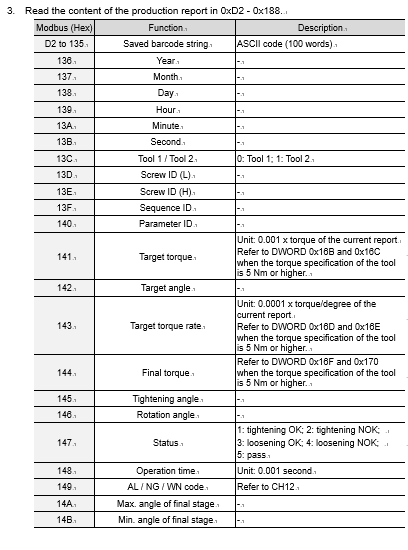 3. Read the content of the production report in 0xD2 - 0x188.
Modbus (Hex) Function Description
D2 to 135 Saved barcode string ASCII code (100 words)
136 Year -
137 Month -
138 Day -
139 Hour -
13A Minute -
13B Second -
13C Tool 1 / Tool 2 0: Tool 1; 1: Tool 2
13D Screw ID (L) -
13E Screw ID (H) -
13F Sequence ID -
140 Parameter ID -
141 Target torque Unit: 0.001 x torque of the current report
Refer to DWORD 0x16B and 0x16C
when the torque specification of the tool
is 5 Nm or higher.
142 Target angle -
143 Target torque rate Unit: 0.0001 x torque/degree of the
current report
Refer to DWORD 0x16D and 0x16E
when the torque specification of the tool
is 5 Nm or higher.
144 Final torque Refer to DWORD 0x16F and 0x170
when the torque specification of the tool
is 5 Nm or higher.
145 Tightening angle -
146 Rotation angle -
147 Status 1: tightening OK; 2: tightening NOK;
3: loosening OK; 4: loosening NOK;
5: pass
148 Operation time Unit: 0.001 second
149 AL / NG / WN code Refer to CH12
14A Max. angle of final stage -
14B Min. angle of final stage -